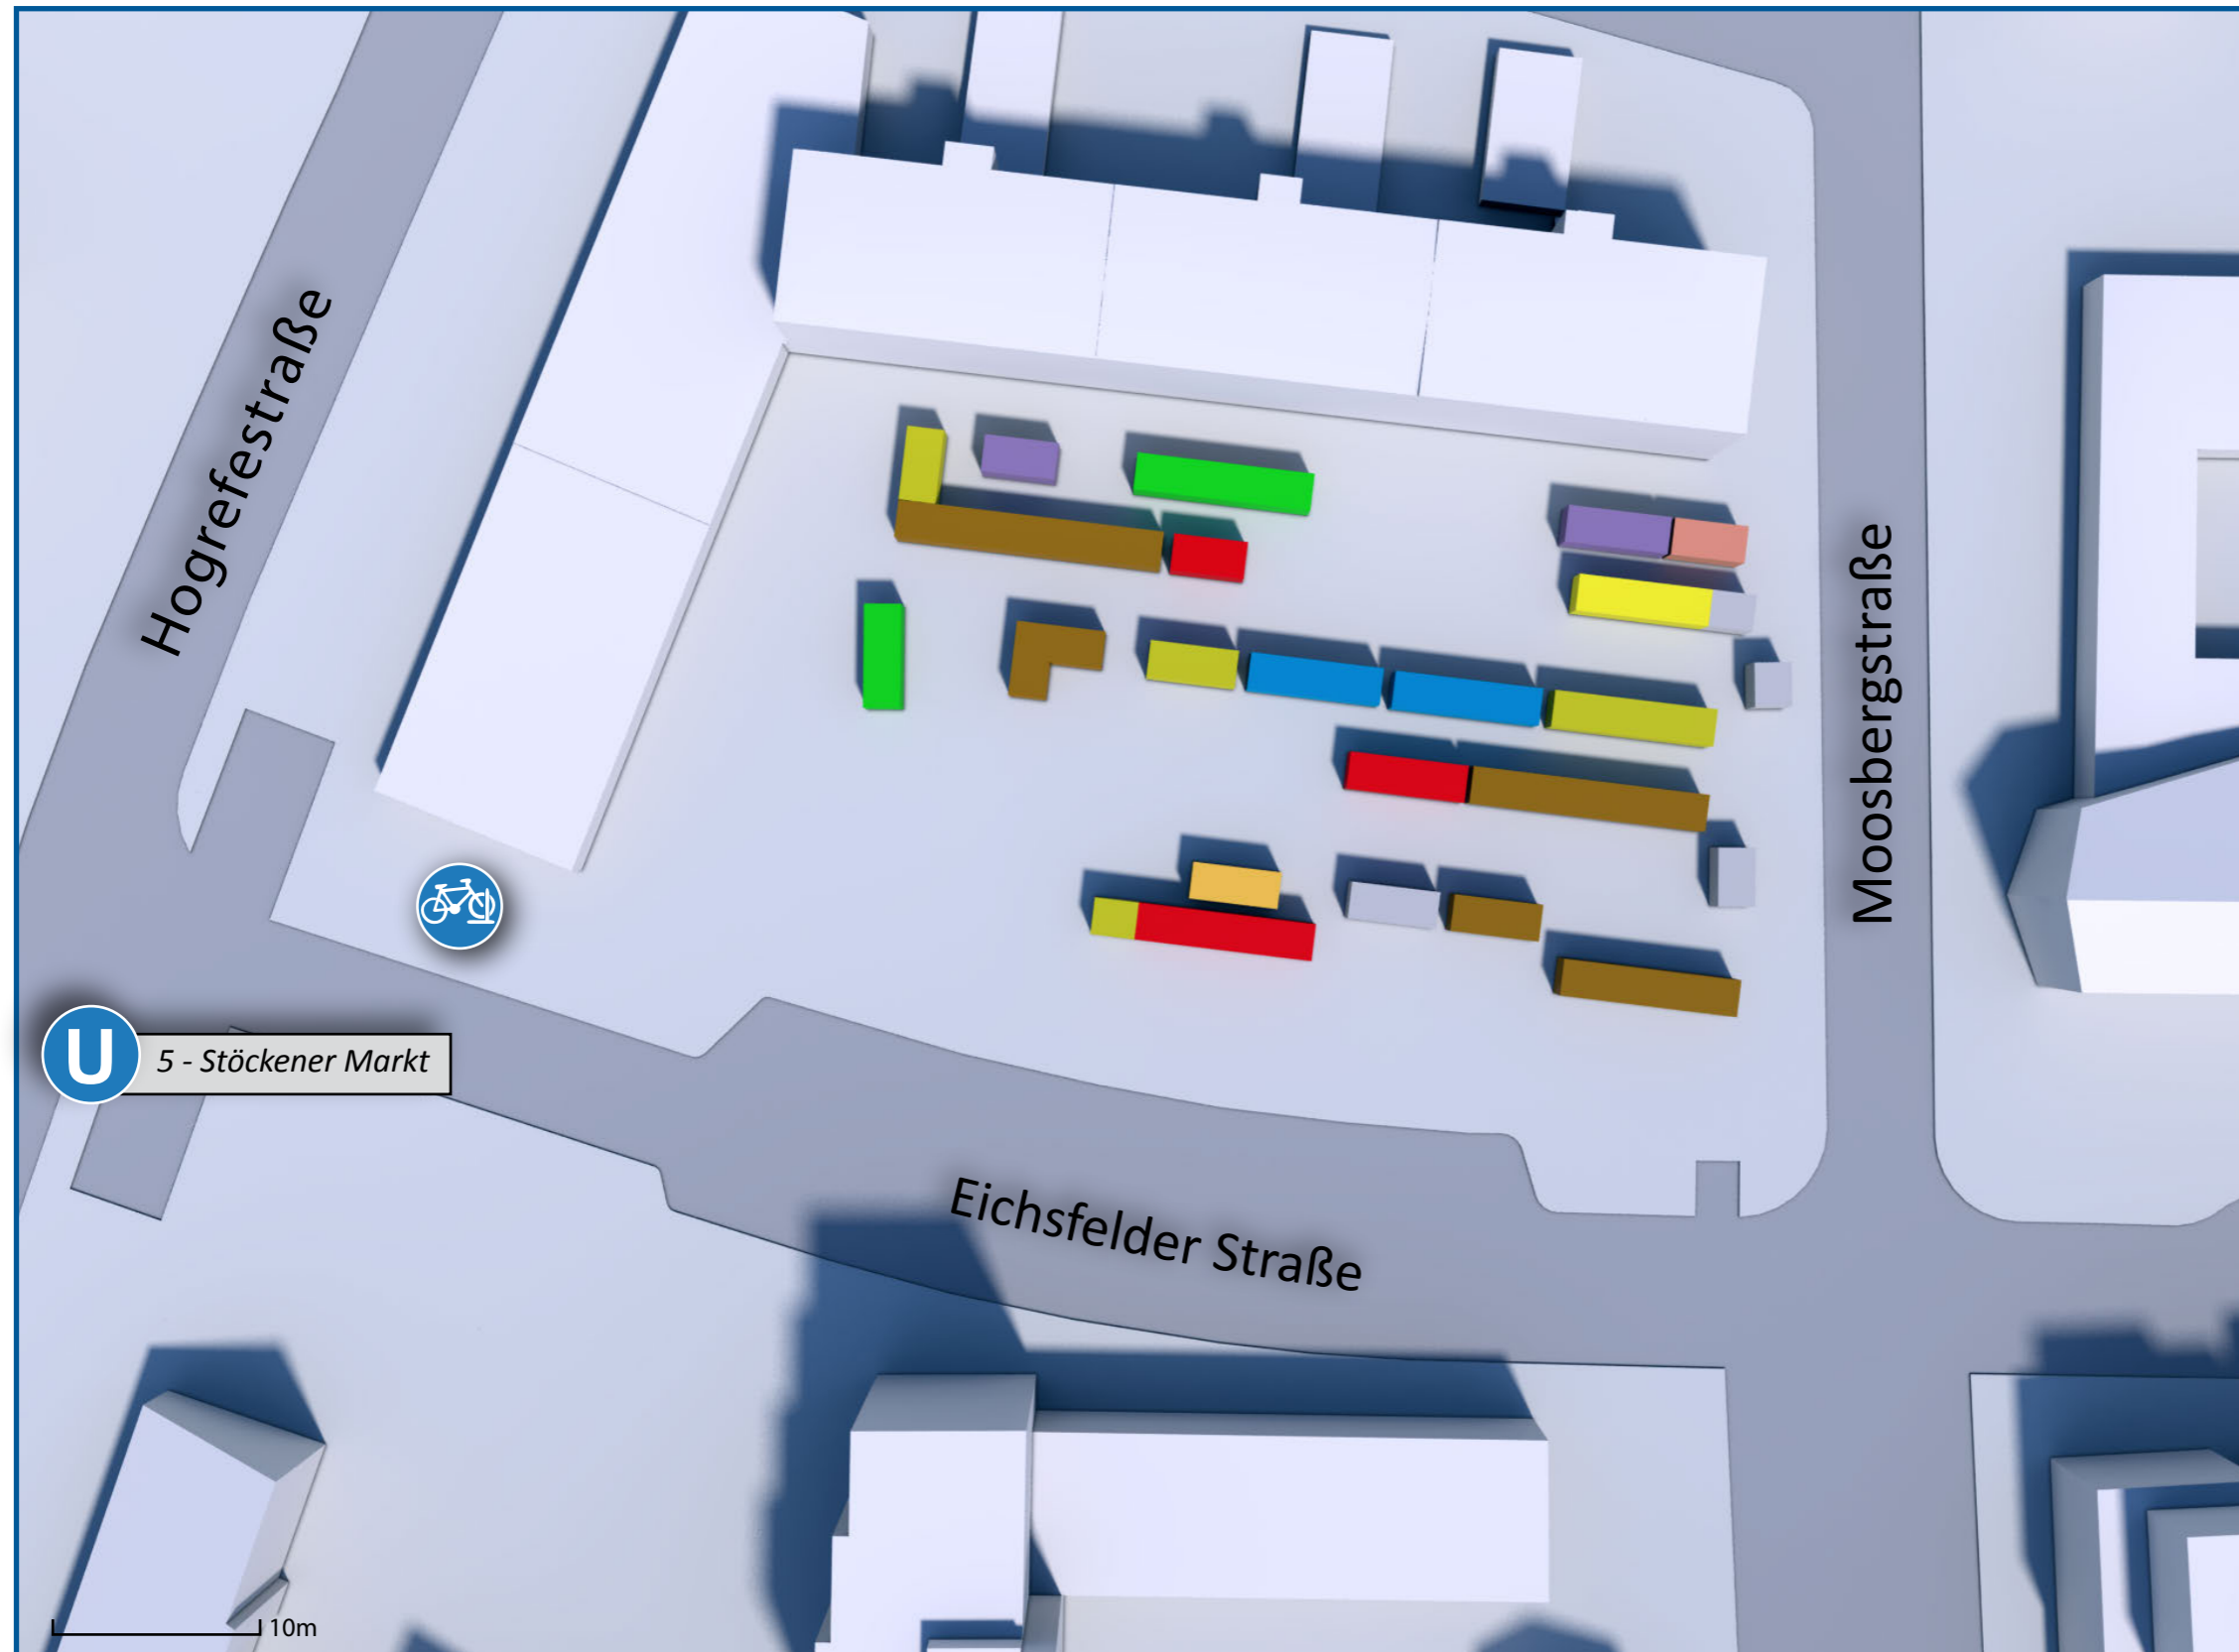 Hogrefestraße
Moosbergstraße
U
5 - Stöckener Markt
Eichsfelder Straße
10m